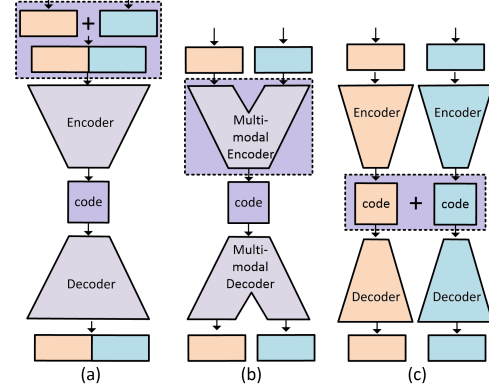 +
Encoder
code
Decoder
(a)
Multi-
modal
Encoder
code
Multi-
modal
Decoder
(b)
Encoder
Encoder
code + code
Decoder
Decoder
(c)